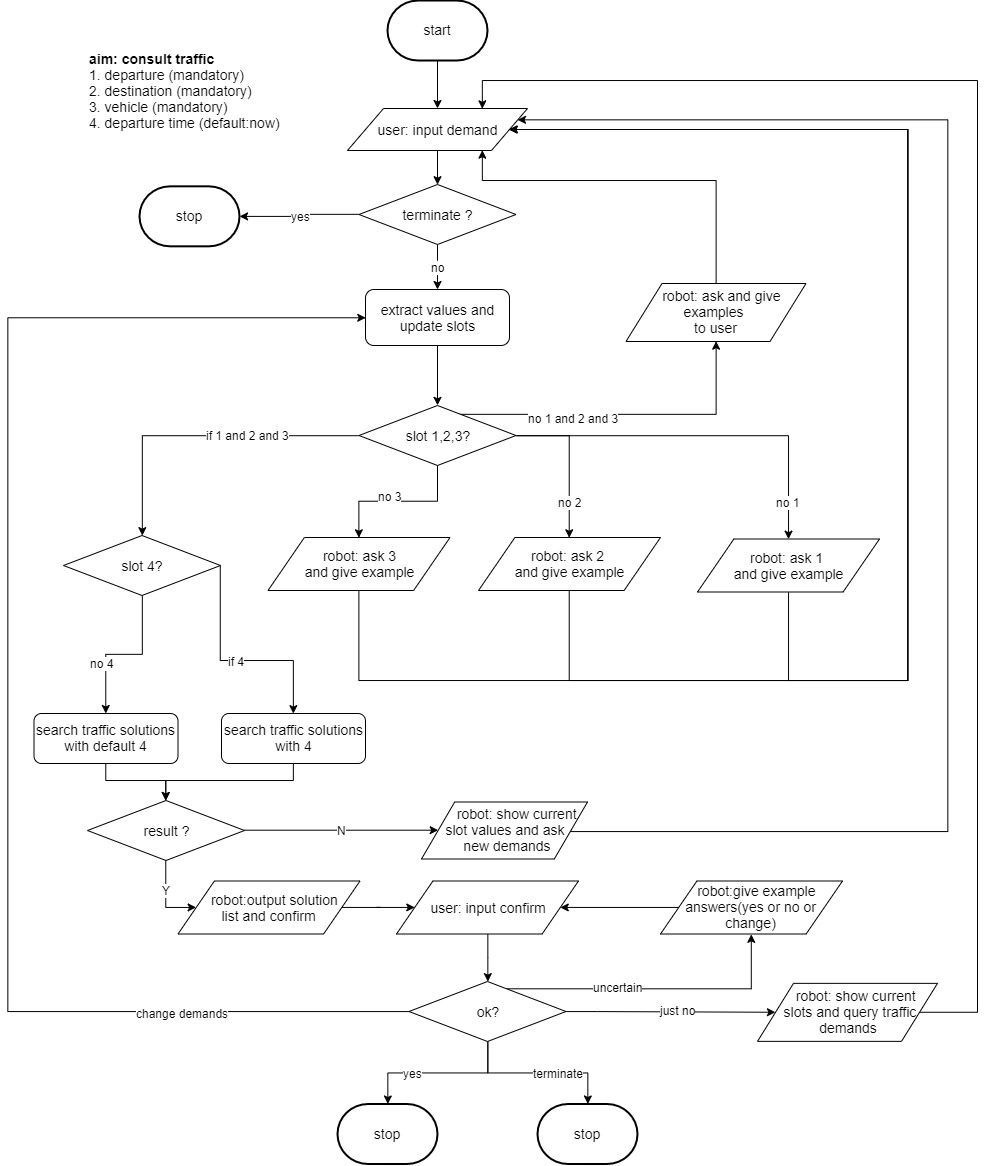 start
aim: consult traffic
1. departure (mandatory)
2. destination (mandatory)
3. vehicle (mandatory)
4. departure time (default:now)
user: input demand
stop
yes
terminate ?
no
extract values and
update slots
robot: ask and give
examples
to user
no 1 and 2 and 3
if 1 and 2 and 3
slot 1,2,3?
no 3
no 2
no 1
slot 4?
robot: ask 3
and give example
robot: ask 2
and give example
robot: ask 1
and give example
no 4
if 4
search traffic solutions
with default 4
search traffic solutions
with 4
result ?
N
robot: show current
slot values and ask
new demands
Y
robot:output solution
list and confirm
user: input confirm
robot:give example
answers(yes or no or
change)
uncertain
change demands
ok?
just no
robot: show current
slots and query traffic
demands
yes
terminate
stop
stop